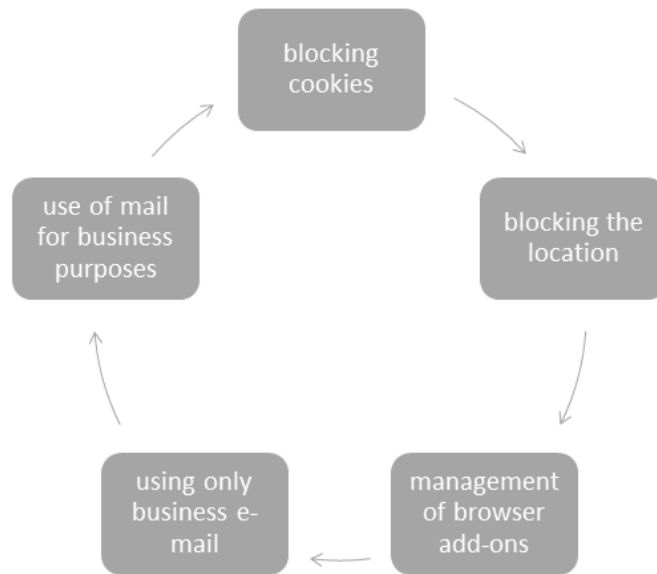 blocking
cookies
blocking the
location
management
of browser
add-ons
using only
business e-
mail
use of mail
for business
purposes